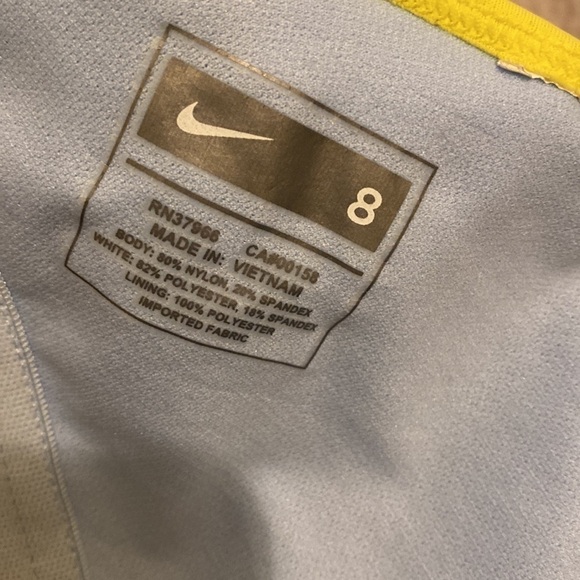 8
RN37966 CA#00158
MADE IN: VIETNAM
BODY: 80% NYLON, 20% SPANDEX
WHITE: 82% POLYESTER, 18% SPANDEX
LINING: 100% POLYESTER
IMPORTED FABRIC